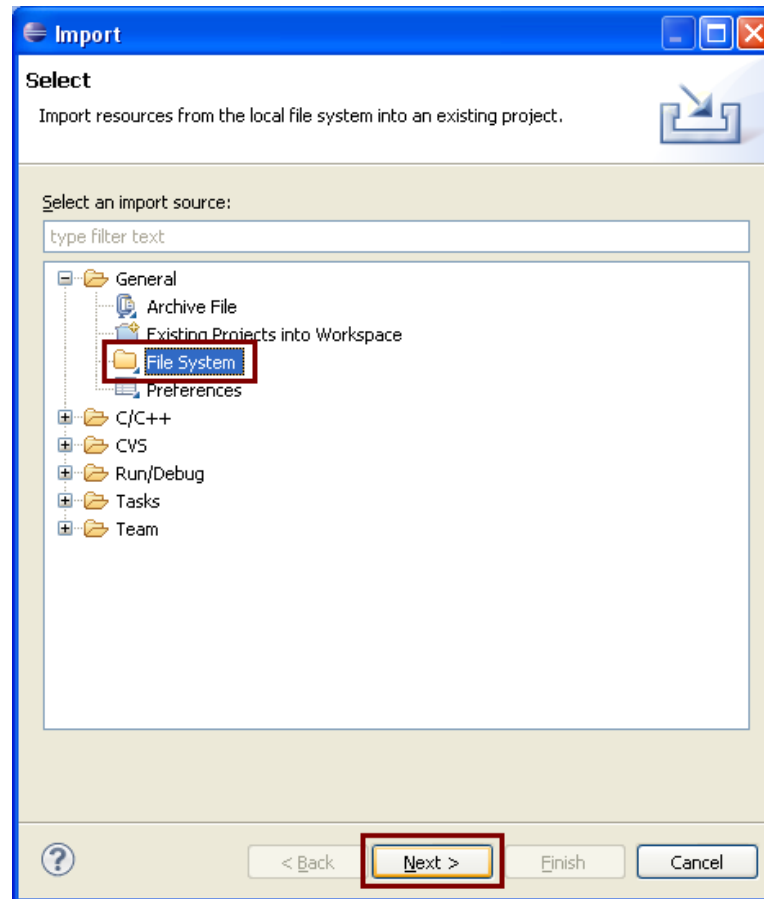 Import
Select
Import resources from the local file system into an existing project.
Select an import source:
type filter text
General
Archive File
Existing Projects into Workspace
File System
Preferences
C/C++
CVS
Run/Debug
Tasks
Team
?
< Back Next > Finish Cancel